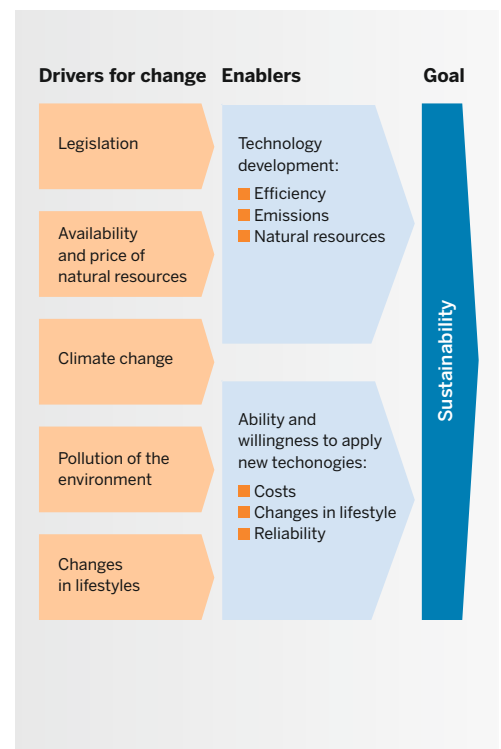 Drivers for change
Legislation
Availability
and price of
natural resources
Climate change
Pollution of the
environment
Changes
in lifestyles
Enablers
Technology
development:
Efficiency
Emissions
Natural resources
Ability and
willingness to apply
new techonogies:
Costs
Changes in lifestyle
Reliability
Goal
Sustainability